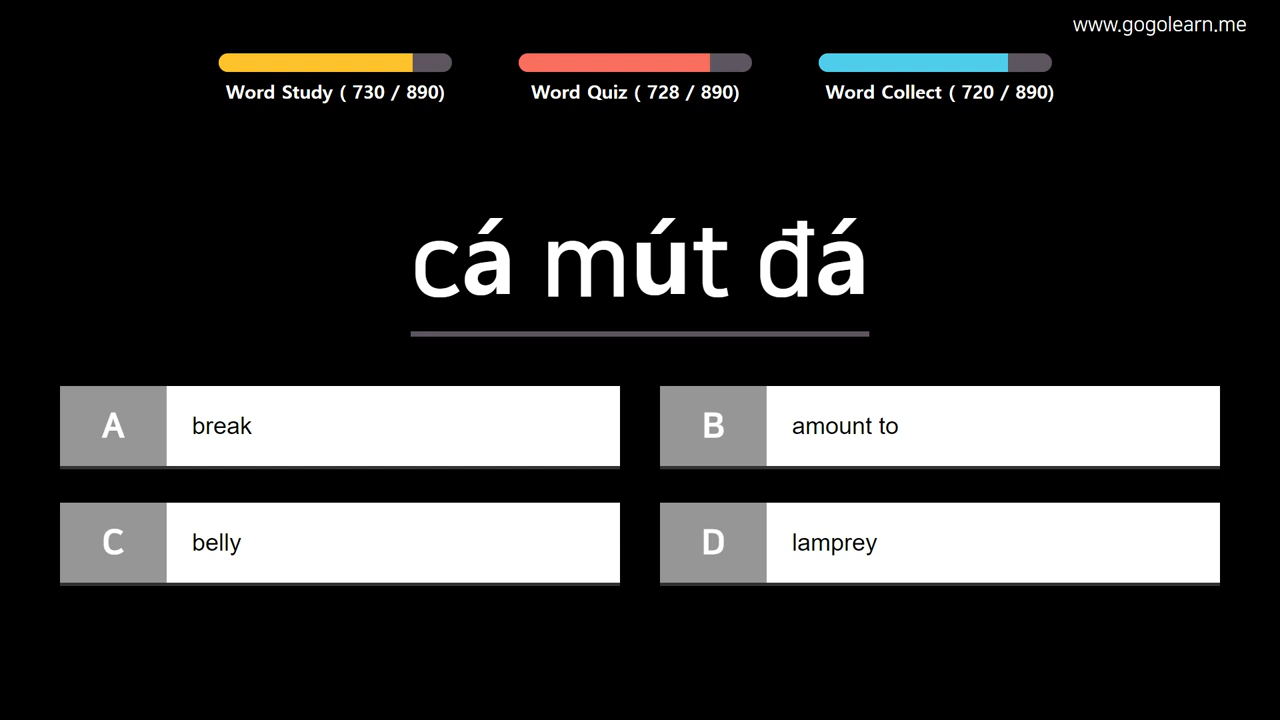 www.gogolearn.me
Word Study ( 730 / 890)
Word Quiz ( 728 / 890)
Word Collect ( 720 / 890)
cá mút đá
A break
B amount to
C belly
D lamprey